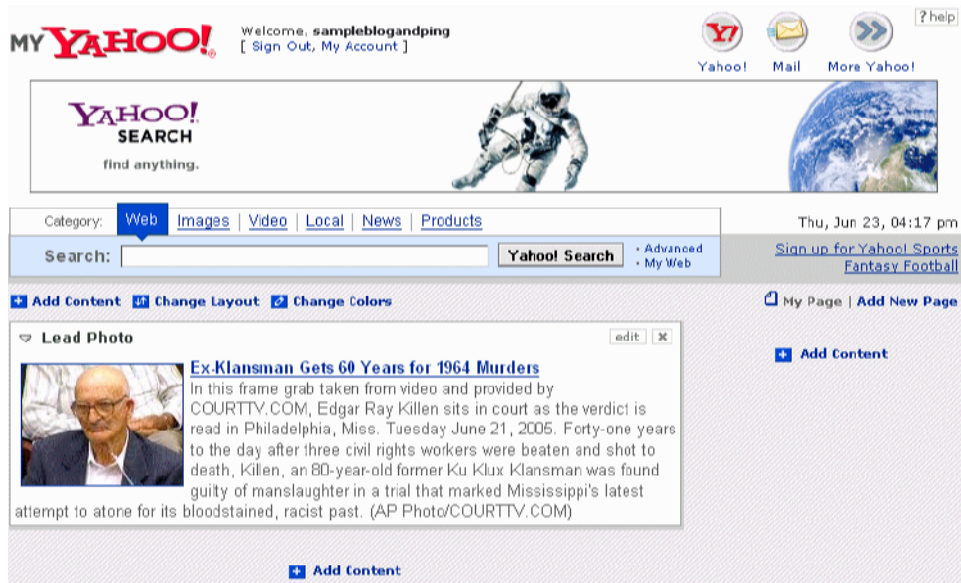 MY YAHOO!
Welcome, sampleblogandping
[ Sign Out, My Account ]
Yahoo!
Mail
More Yahoo!
? help
YAHOO!
SEARCH
find anything.
Category: Web Images | Video | Local | News | Products
Thu, Jun 23, 04:17 pm
Search:
Yahoo! Search
· Advanced
· My Web
Sign up for Yahoo! Sports
Fantasy Football
Add Content Change Layout Change Colors
My Page | Add New Page
Lead Photo
edit x
Add Content
Ex-Klansman Gets 60 Years for 1964 Murders
In this frame grab taken from video and provided by
COURTTV.COM, Edgar Ray Killen sits in court as the verdict is
read in Philadelphia, Miss. Tuesday June 21, 2005. Forty-one years
to the day after three civil rights workers were beaten and shot to
death, Killen, an 80-year-old former Ku Klux Klansman was found
guilty of manslaughter in a trial that marked Mississippi's latest
attempt to atone for its bloodstained, racist past. (AP Photo/COURTTV.COM)
Add Content